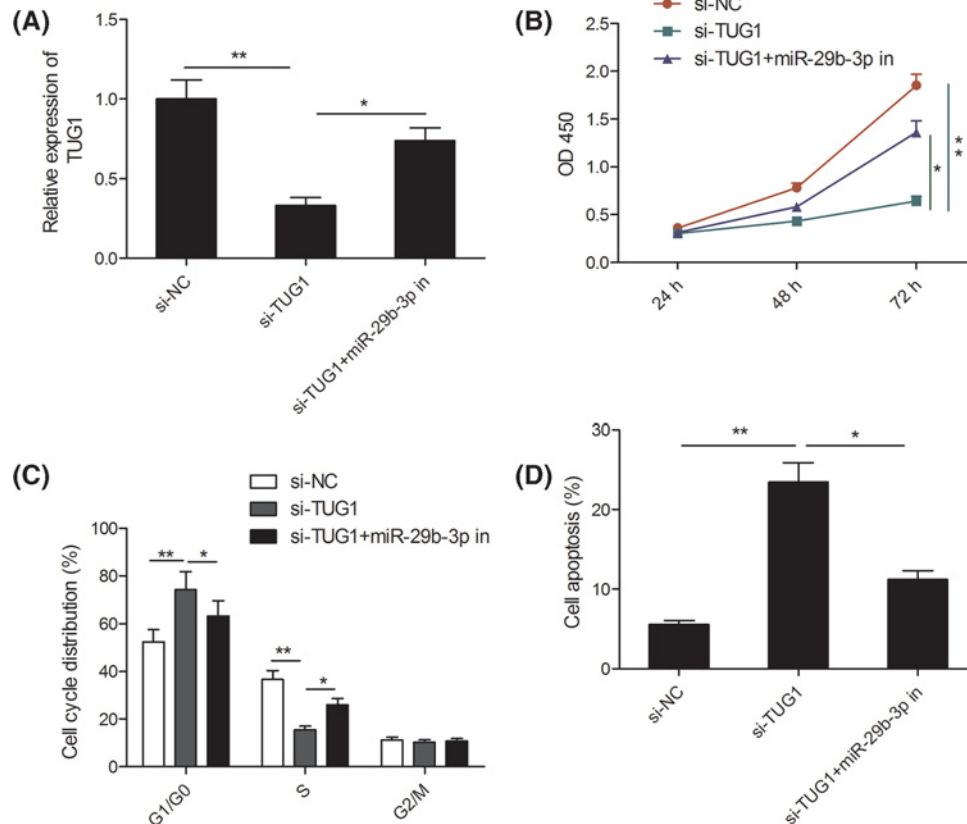 (A)
Relative expression of
TUG1
1.5
1.0
0.5
0.0
**
*
si-NC
si-TUG1
si-TUG1+miR-29b-3p in
(B)
si-NC
si-TUG1
si-TUG1+miR-29b-3p in
OD 450
2.5
2.0
1.5
1.0
0.5
0.0
*
**
24 h
48 h
72 h
(C)
si-NC
si-TUG1
si-TUG1+miR-29b-3p in
Cell cycle distribution (%)
100
80
60
40
20
0
**
*
**
*
G1/G0
S
G2/M
(D)
Cell apoptosis (%)
30
20
10
0
**
*
si-NC
si-TUG1
si-TUG1+miR-29b-3p in